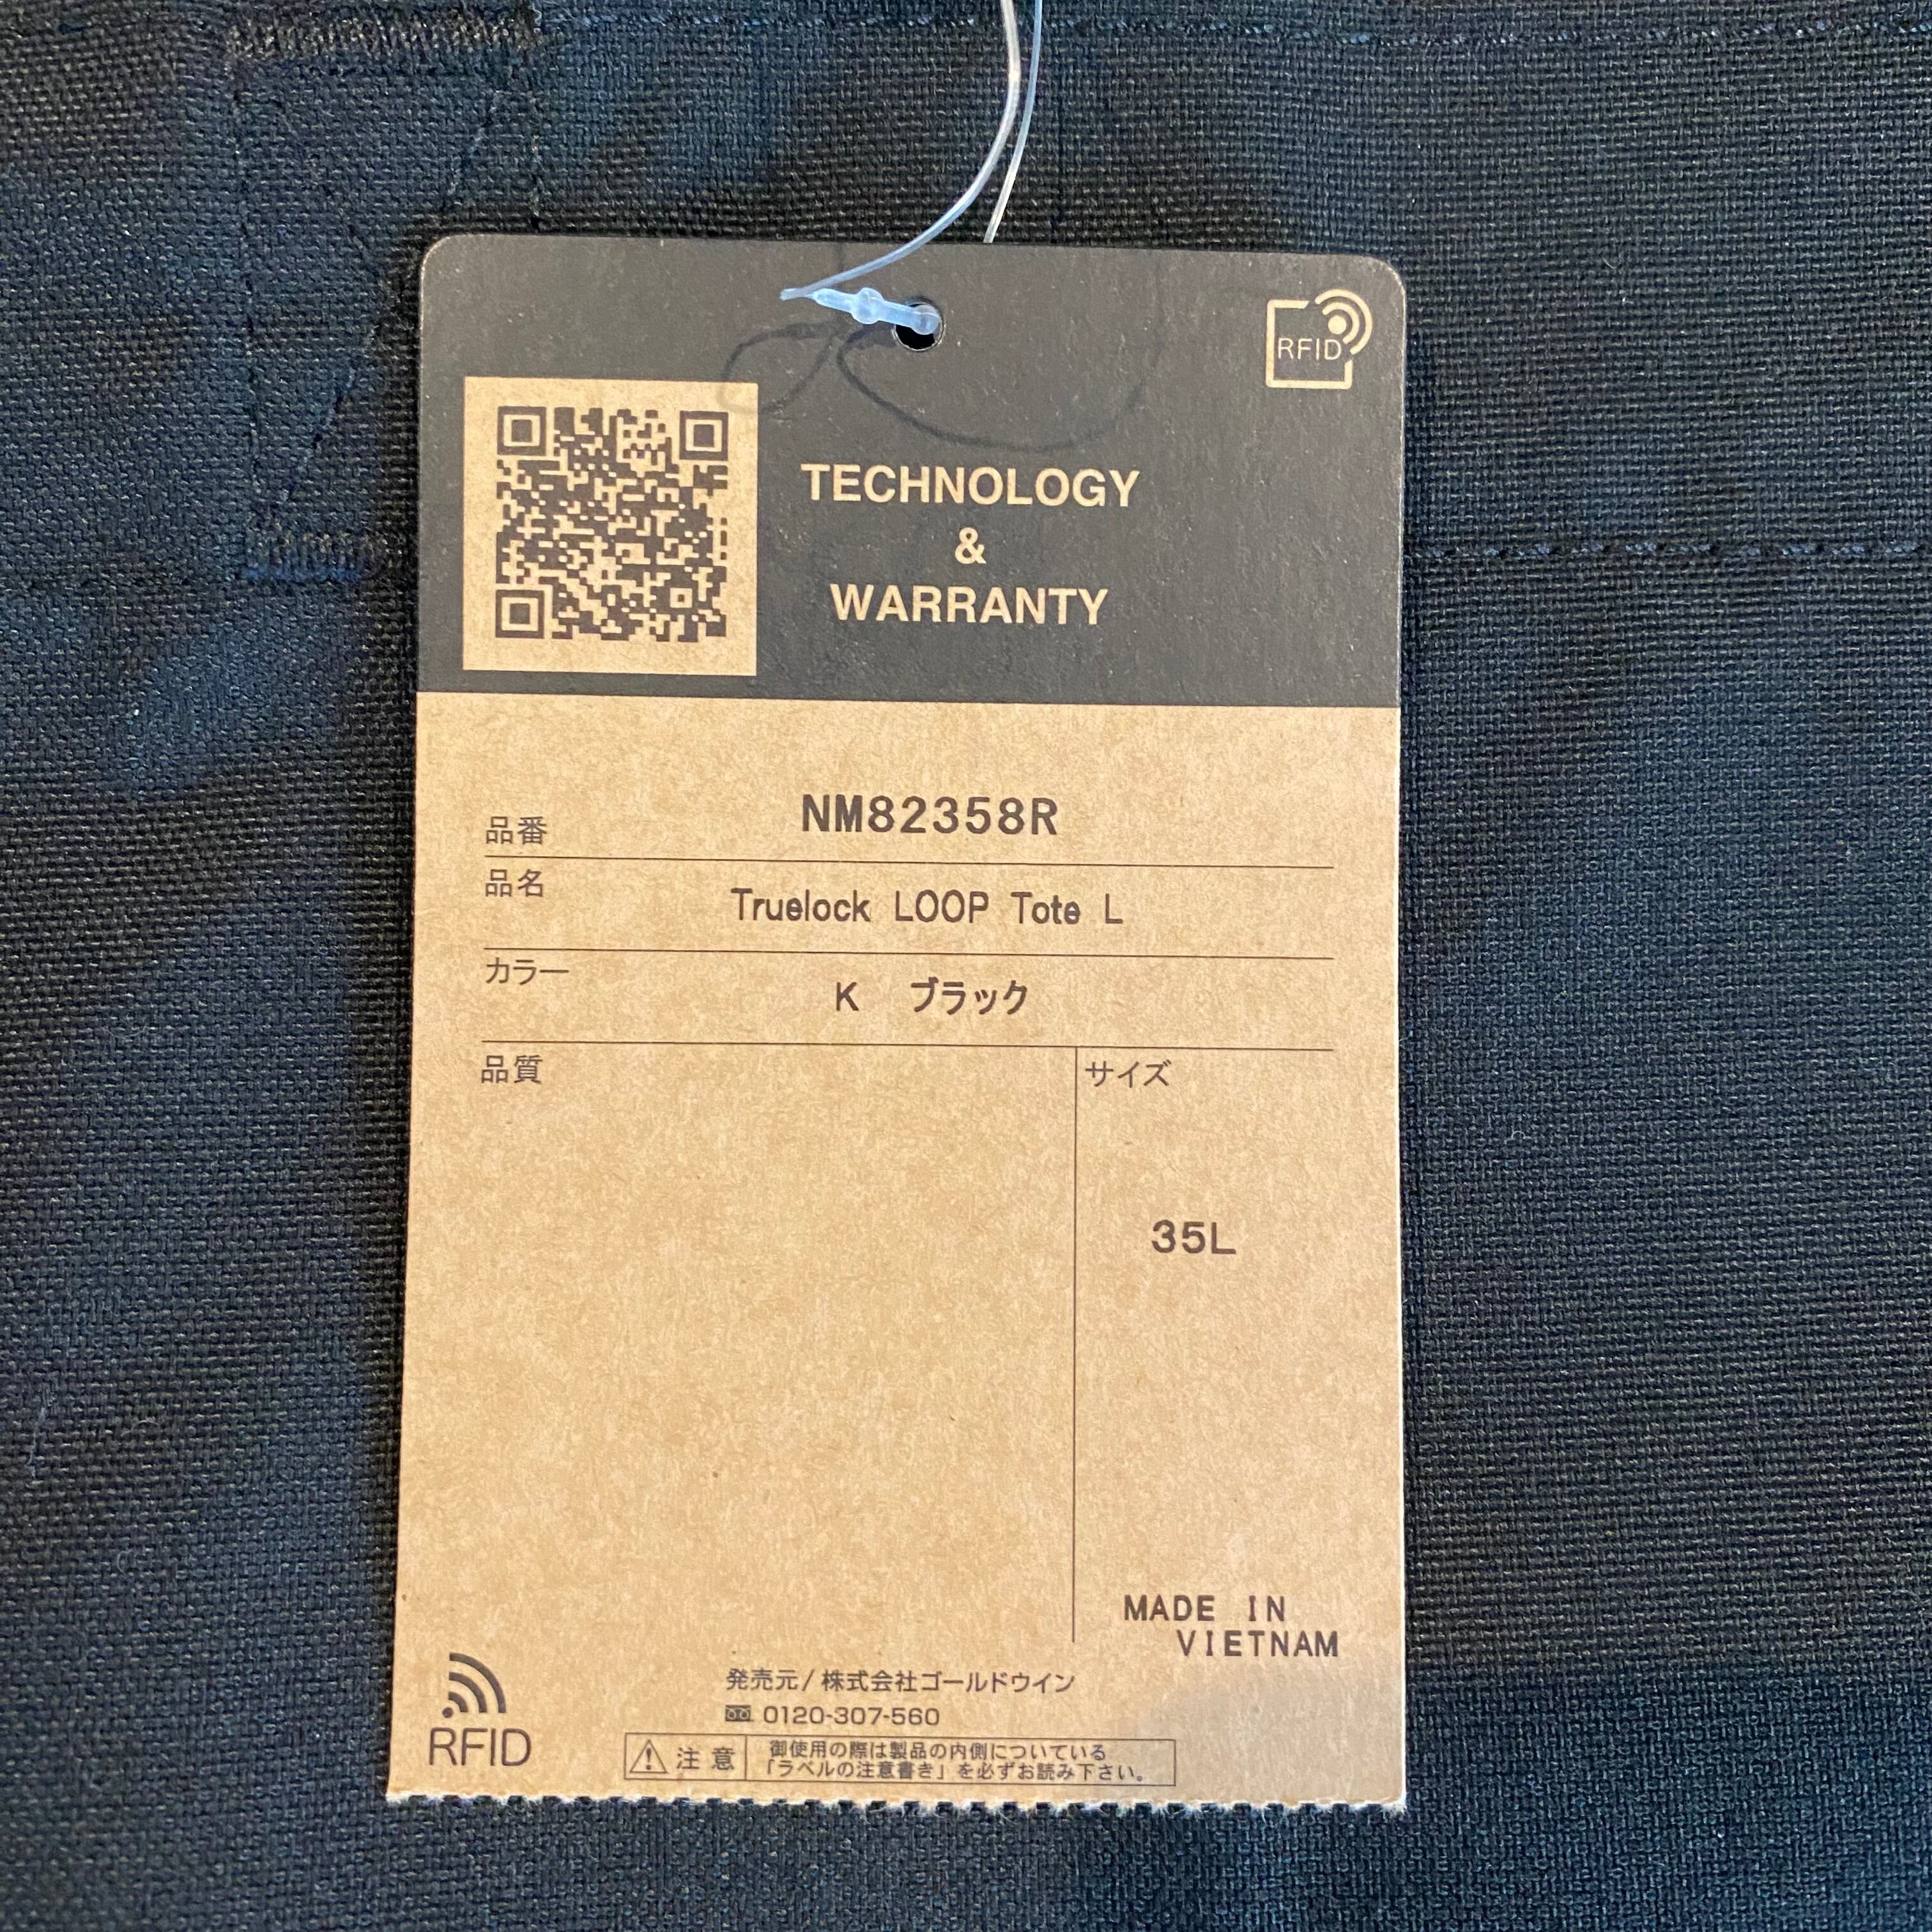 RFID
TECHNOLOGY
&
WARRANTY
品番 NM82358R
品名 Truelock LOOP Tote L
カラー K ブラック
品質
サイズ
35L
MADE IN
VIETNAM
発売元/株式会社ゴールドウイン
0120-307-560
RFID
注意
御使用の際は製品の内側についている
「ラベルの注意書き」を必ずお読み下さい。